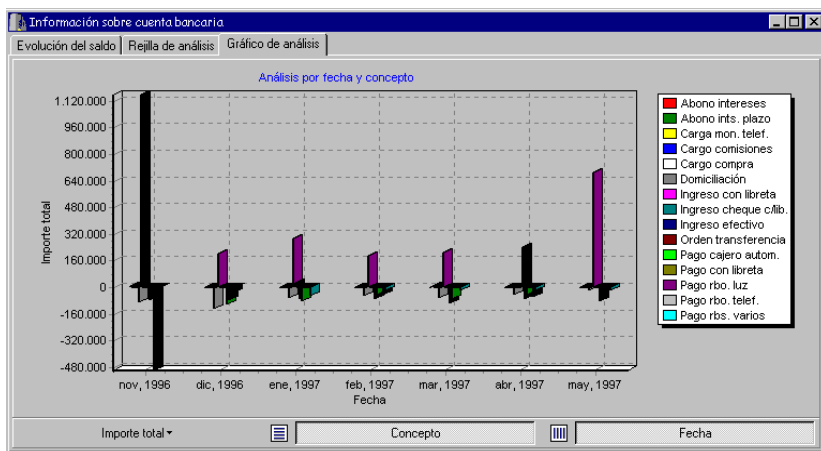 Información sobre cuenta bancaria
Evolución del saldo Rejilla de análisis Gráfico de análisis
Análisis por fecha y concepto
1.120.000
960.000
800.000
640.000
480.000
320.000
160.000
0
-160.000
-320.000
-480.000
Importe total
nov, 1996 dic, 1996 ene, 1997 feb, 1997 mar, 1997 abr, 1997 may, 1997
Fecha
Abono intereses
Abono ints. plazo
Carga mon. telef.
Cargo comisiones
Cargo compra
Domiciliación
Ingreso con libreta
Ingreso cheque c/lib.
Ingreso efectivo
Orden transferencia
Pago cajero autom.
Pago con libreta
Pago rbo. luz
Pago rbo. telef.
Pago rbs. varios
Importe total Concepto Fecha